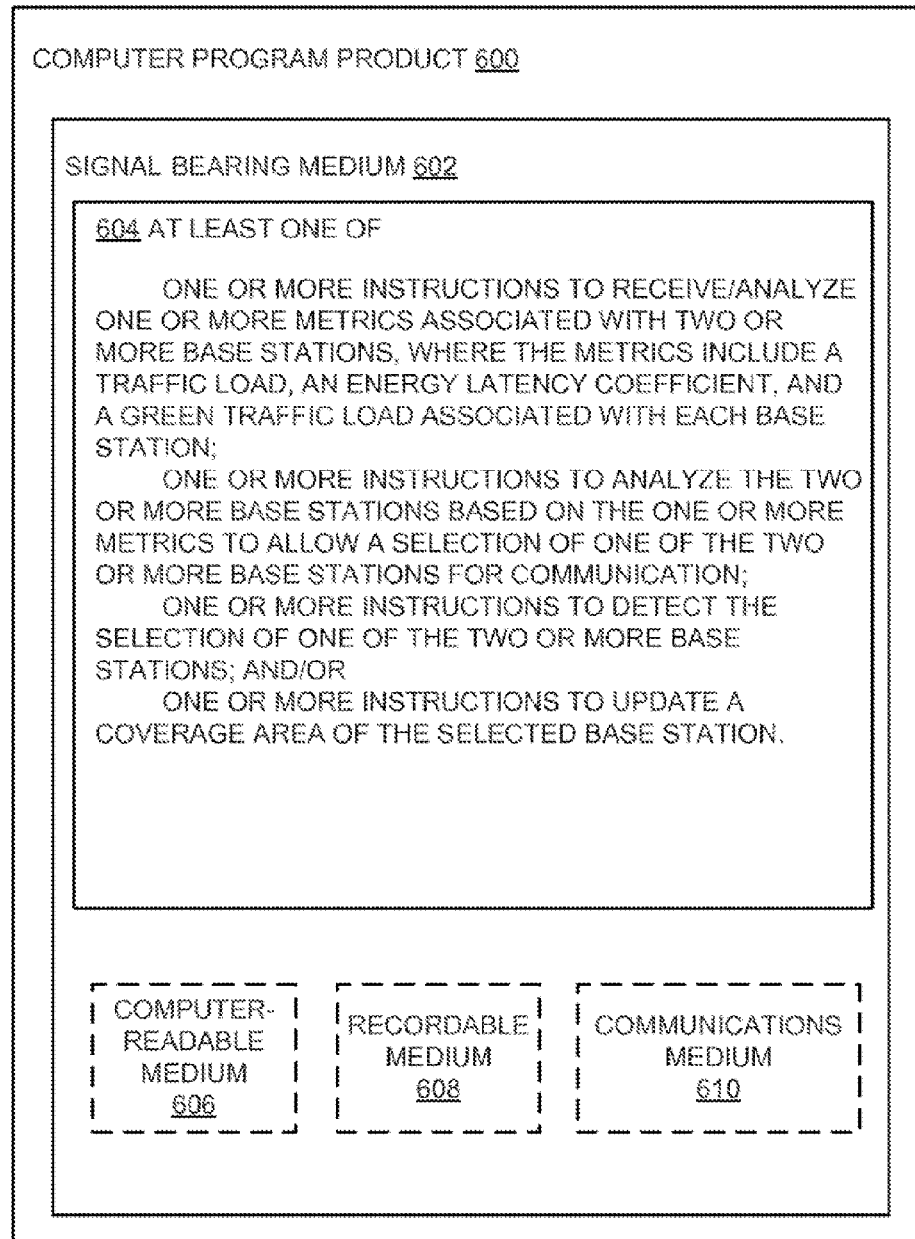 COMPUTER PROGRAM PRODUCT 600
SIGNAL BEARING MEDIUM 602
604 AT LEAST ONE OF
ONE OR MORE INSTRUCTIONS TO RECEIVE/ANALYZE
ONE OR MORE METRICS ASSOCIATED WITH TWO OR
MORE BASE STATIONS, WHERE THE METRICS INCLUDE A
TRAFFIC LOAD, AN ENERGY LATENCY COEFFICIENT, AND
A GREEN TRAFFIC LOAD ASSOCIATED WITH EACH BASE
STATION;
ONE OR MORE INSTRUCTIONS TO ANALYZE THE TWO
OR MORE BASE STATIONS BASED ON THE ONE OR MORE
METRICS TO ALLOW A SELECTION OF ONE OF THE TWO
OR MORE BASE STATIONS FOR COMMUNICATION;
ONE OR MORE INSTRUCTIONS TO DETECT THE
SELECTION OF ONE OF THE TWO OR MORE BASE
STATIONS; AND/OR
ONE OR MORE INSTRUCTIONS TO UPDATE A
COVERAGE AREA OF THE SELECTED BASE STATION.
COMPUTER-
READABLE
MEDIUM
606
RECORDABLE
MEDIUM
608
COMMUNICATIONS
MEDIUM
610